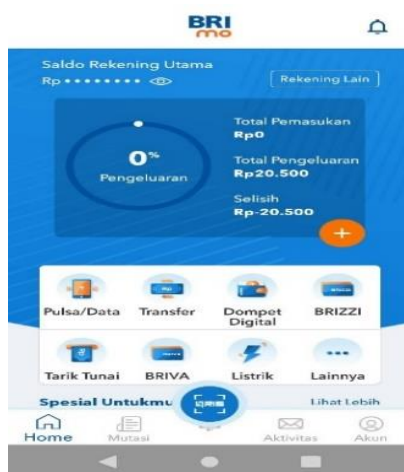 BRI
mo
Saldo Rekening Utama
Rp •••••••• 
Rekening Lain
0%
Pengeluaran
Total Pemasukan
Rp0
Total Pengeluaran
Rp20.500
Selisih
Rp-20.500
+
Pulsa/Data
Transfer
Dompet
Digital
BRIZZI
Tarik Tunai
BRIVA
Listrik
Lainnya
Spesial Untukmu
Lihat Lebih
Home
Mutasi
Aktivitas
Akun